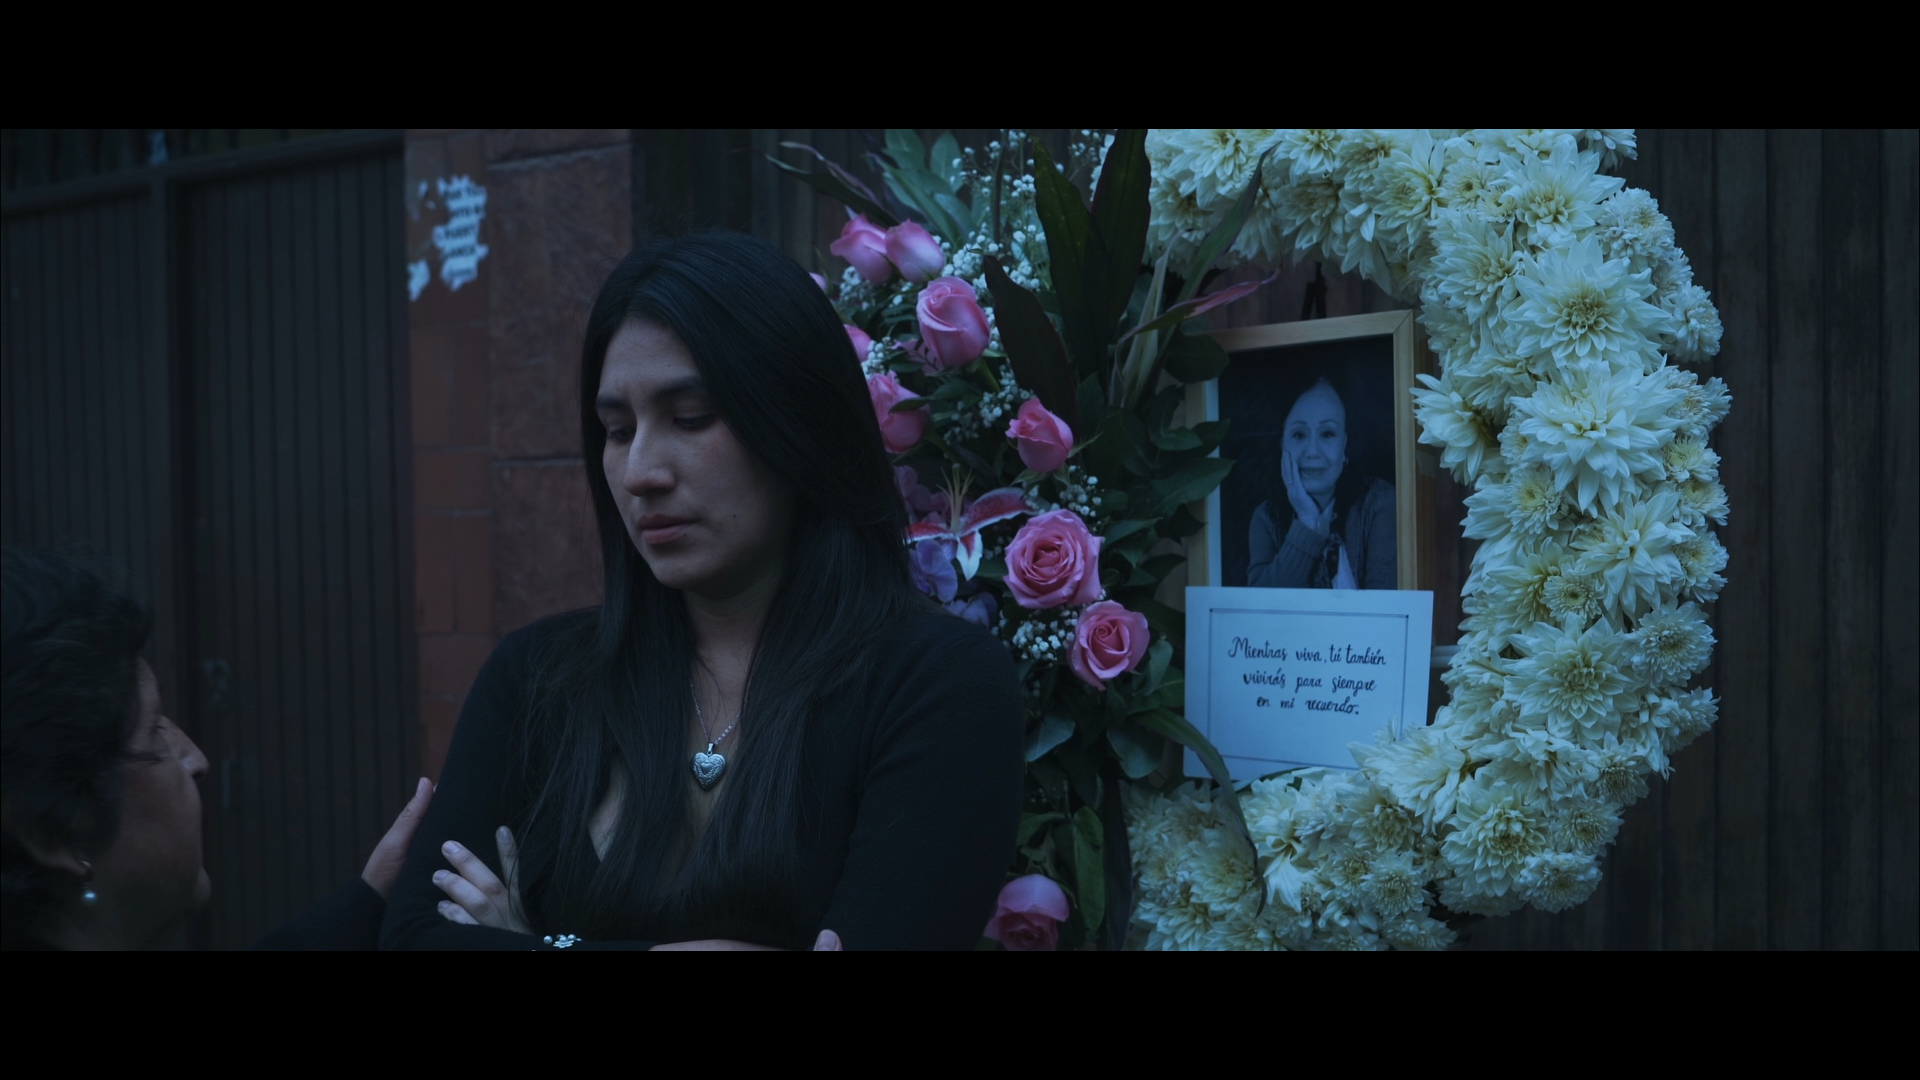 Mientras viva, tú también
vivirás para siempre
en mi recuerdo.